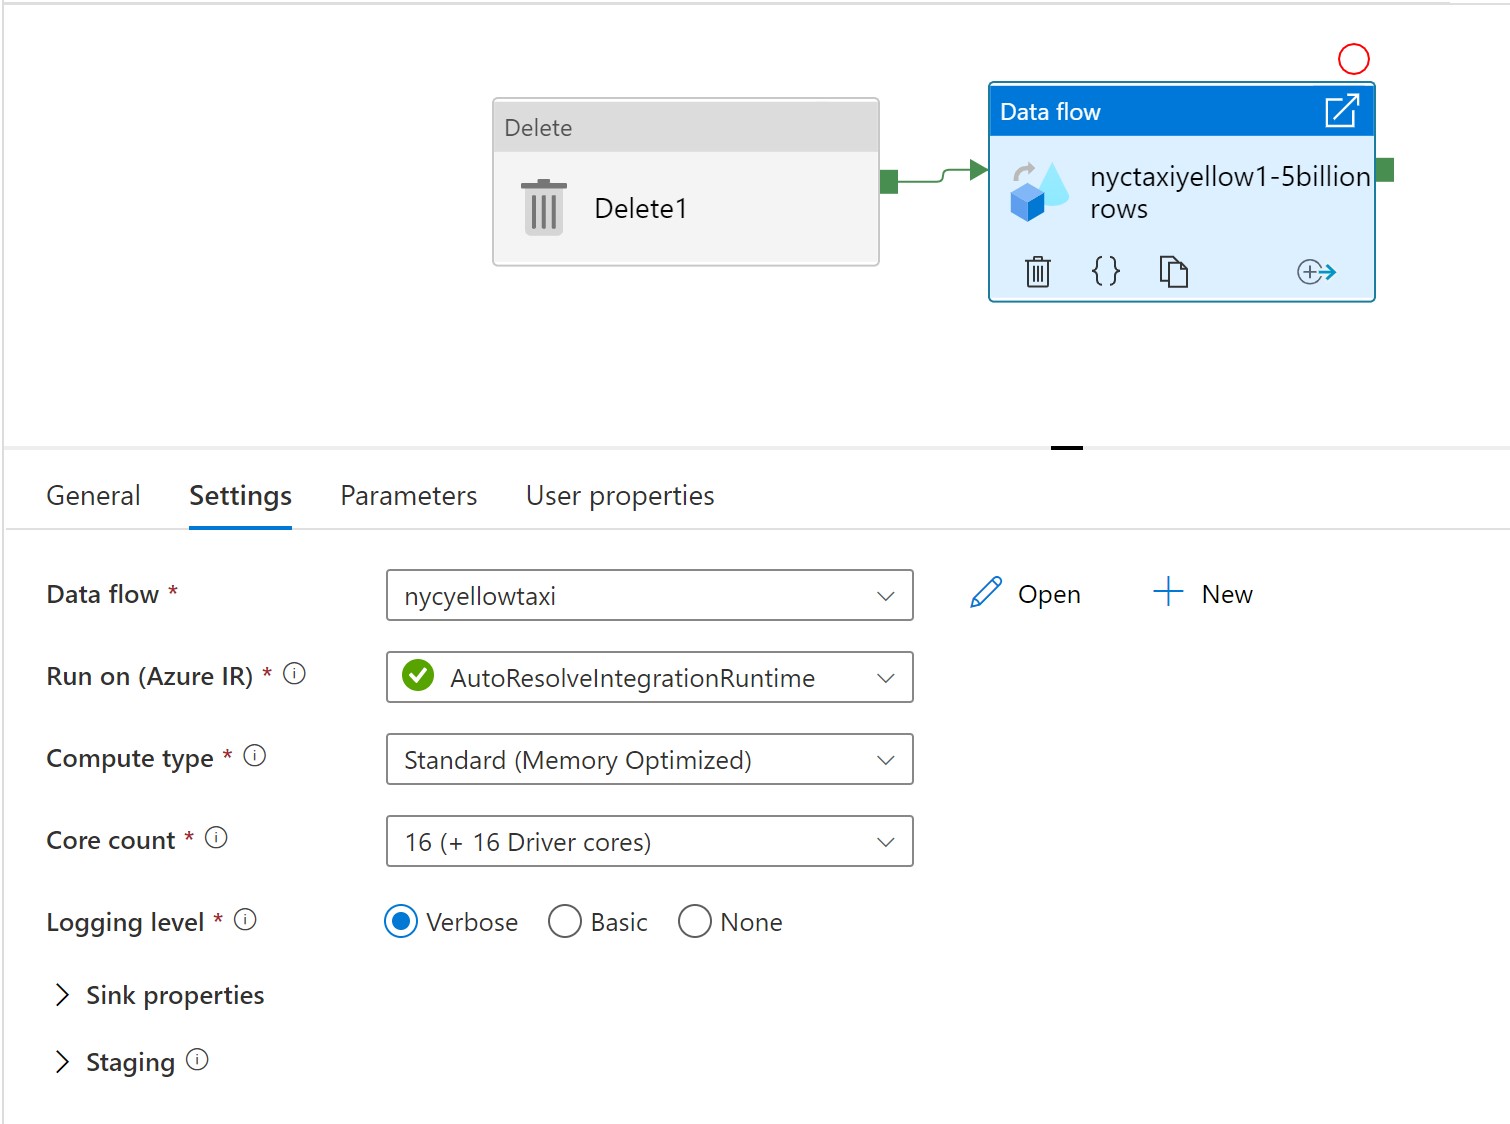 Delete
Delete1
Data flow
nyctaxiyellow1-5billion
rows
General Settings Parameters User properties
Data flow * nycyellowtaxi Open New
Run on (Azure IR) * AutoResolveIntegrationRuntime
Compute type * Standard (Memory Optimized)
Core count * 16 (+ 16 Driver cores)
Logging level * Verbose Basic None
Sink properties
Staging